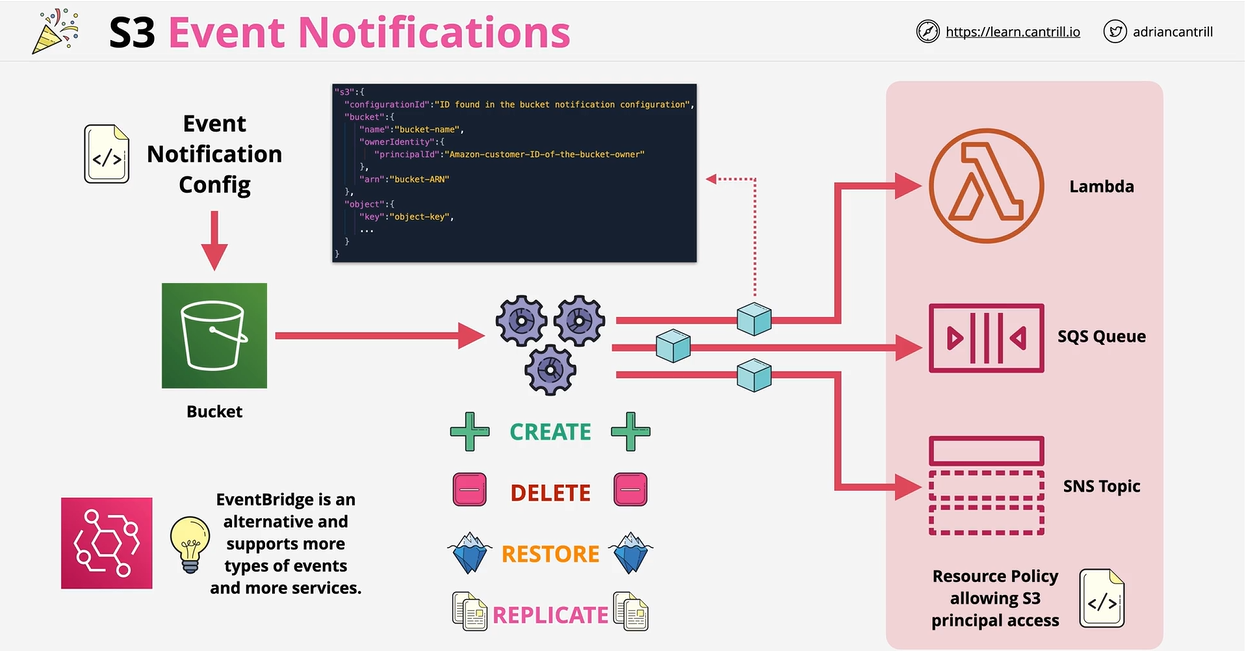 S3 Event Notifications
https://learn.cantrill.io
adriancantrill
Event
Notification
Config
</>
"s3":{
"configurationId":"ID found in the bucket notification configuration",
"bucket":{
"name":"bucket-name",
"ownerIdentity":{
"principalId":"Amazon-customer-ID-of-the-bucket-owner"
},
"arn":"bucket-ARN"
},
"object":{
"key":"object-key",
...
}
}
Lambda
SQS Queue
SNS Topic
Bucket
CREATE
DELETE
RESTORE
REPLICATE
EventBridge is an
alternative and
supports more
types of events
and more services.
Resource Policy
allowing S3
principal access
</>